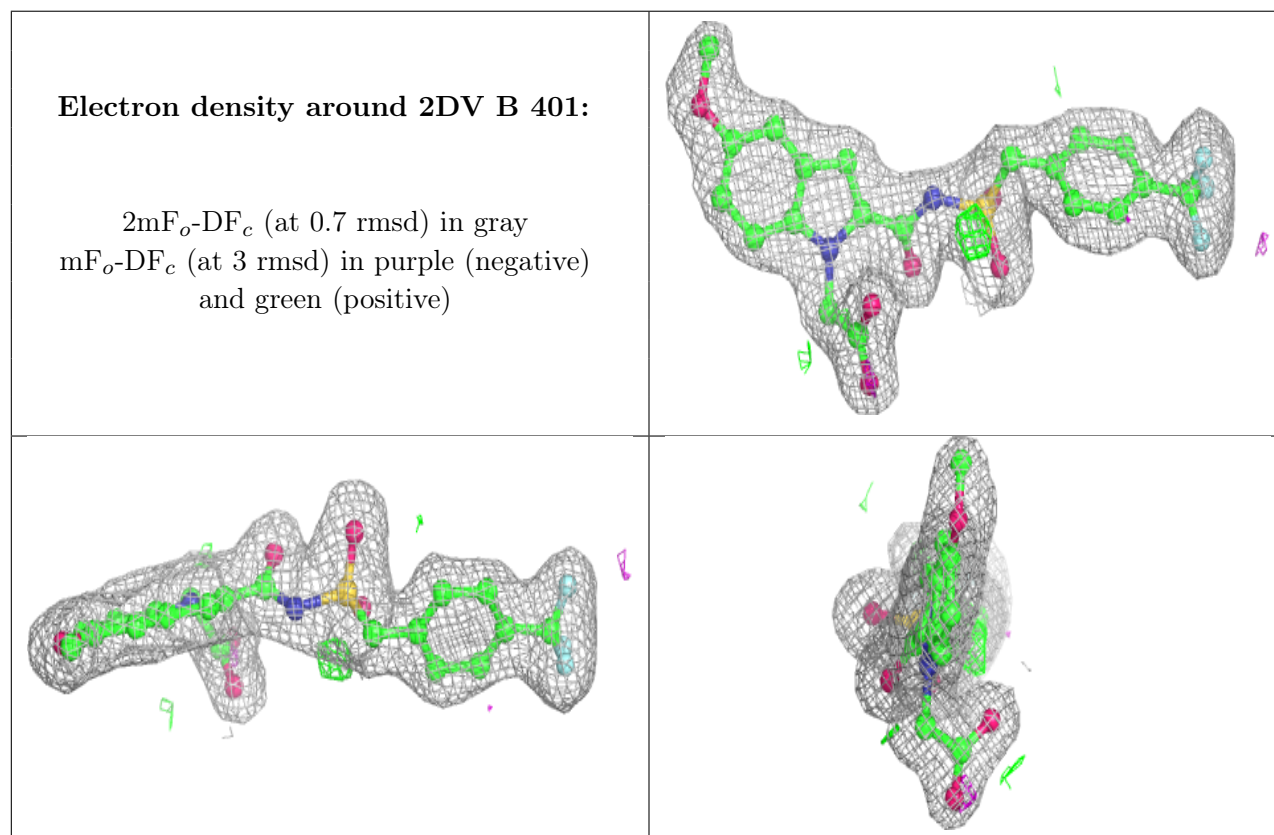 Electron density around 2DV B 401:
2mFₒ-DF𝒸 (at 0.7 rmsd) in gray
mFₒ-DF𝒸 (at 3 rmsd) in purple (negative)
and green (positive)